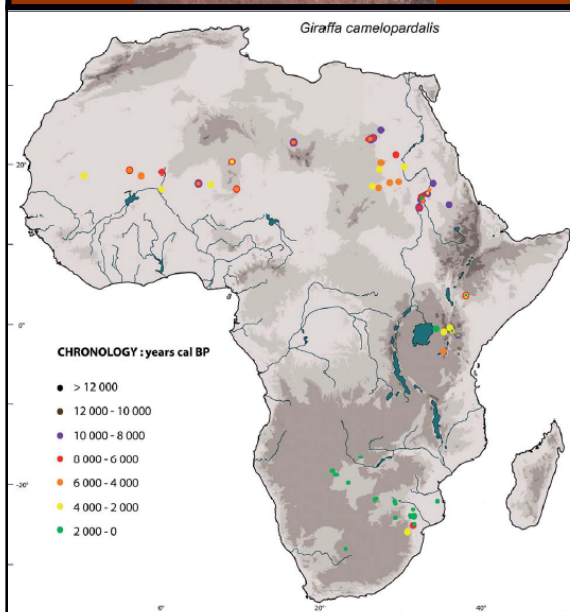 Giraffa camelopardalis
20°
0°
-20°
CHRONOLOGY : years cal BP
> 12 000
12 000 - 10 000
10 000 - 8 000
8 000 - 6 000
6 000 - 4 000
4 000 - 2 000
2 000 - 0
0°
20°
40°